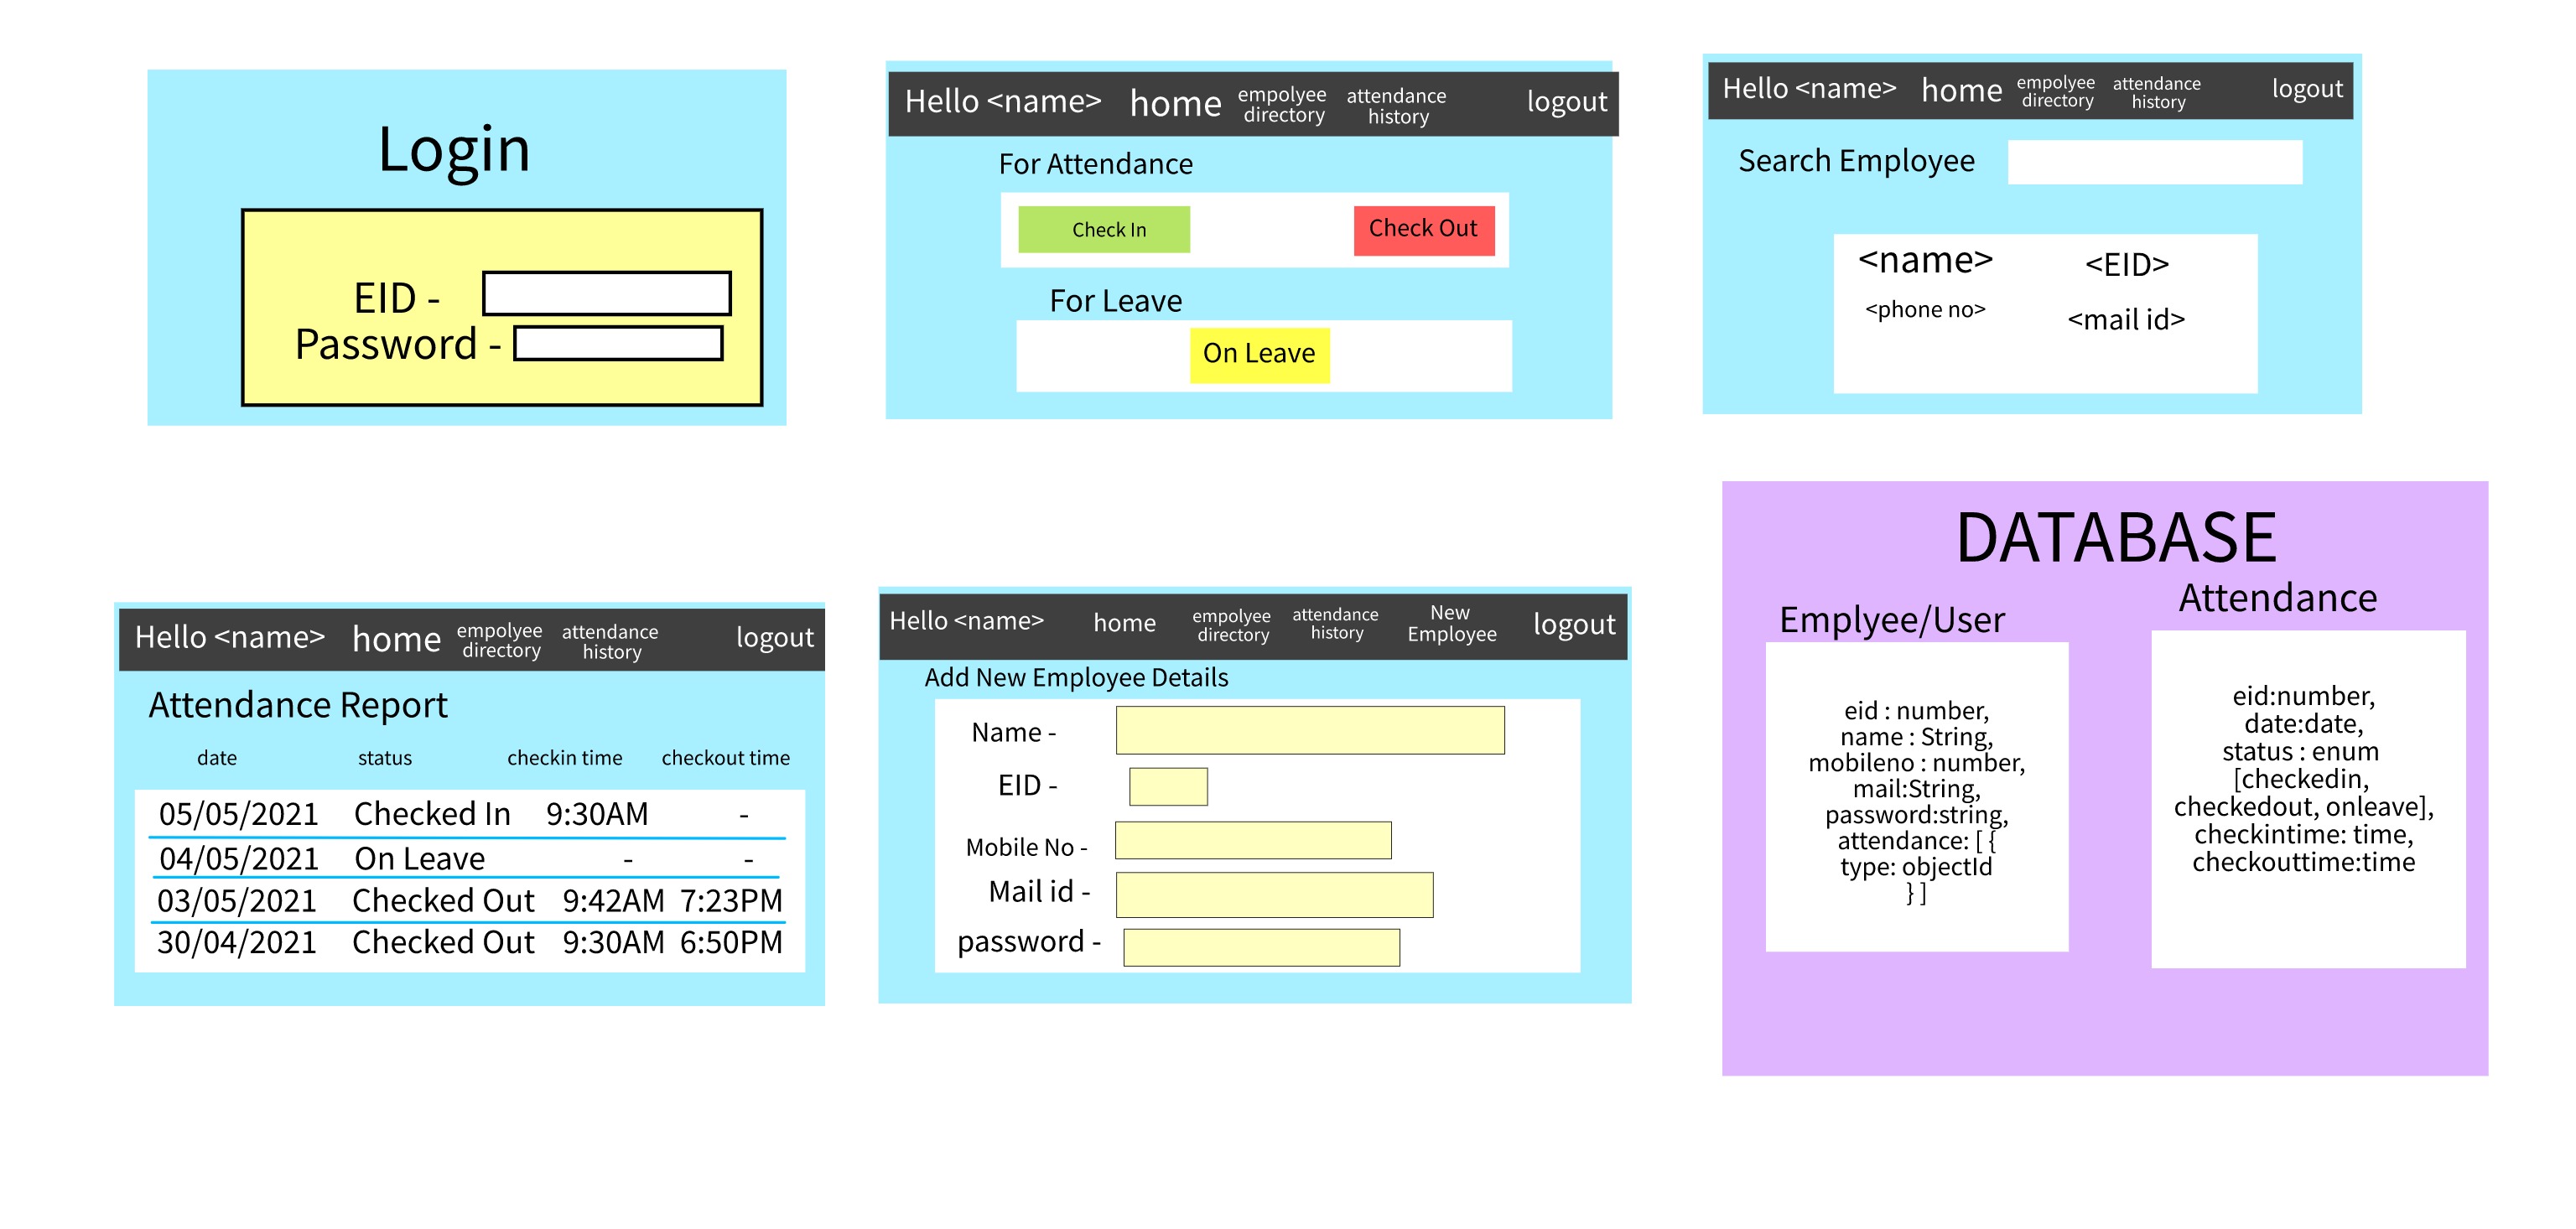 Login
EID -
Password -
Hello <name> home empolyee directory attendance history logout
For Attendance
Check In Check Out
For Leave
On Leave
Hello <name> home empolyee directory attendance history logout
Search Employee
<name> <EID>
<phone no> <mail id>
Hello <name> home empolyee directory attendance history logout
Attendance Report
date status checkin time checkout time
05/05/2021 Checked In 9:30AM -
04/05/2021 On Leave - -
03/05/2021 Checked Out 9:42AM 7:23PM
30/04/2021 Checked Out 9:30AM 6:50PM
Hello <name> home empolyee directory attendance history New Employee logout
Add New Employee Details
Name -
EID -
Mobile No -
Mail id -
password -
DATABASE
Emplyee/User
eid : number,
name : String,
mobileno : number,
mail:String,
password:string,
attendance: [ {
type: objectId
} ]
Attendance
eid:number,
date:date,
status : enum
[checkedin,
checkedout, onleave],
checkintime: time,
checkouttime:time